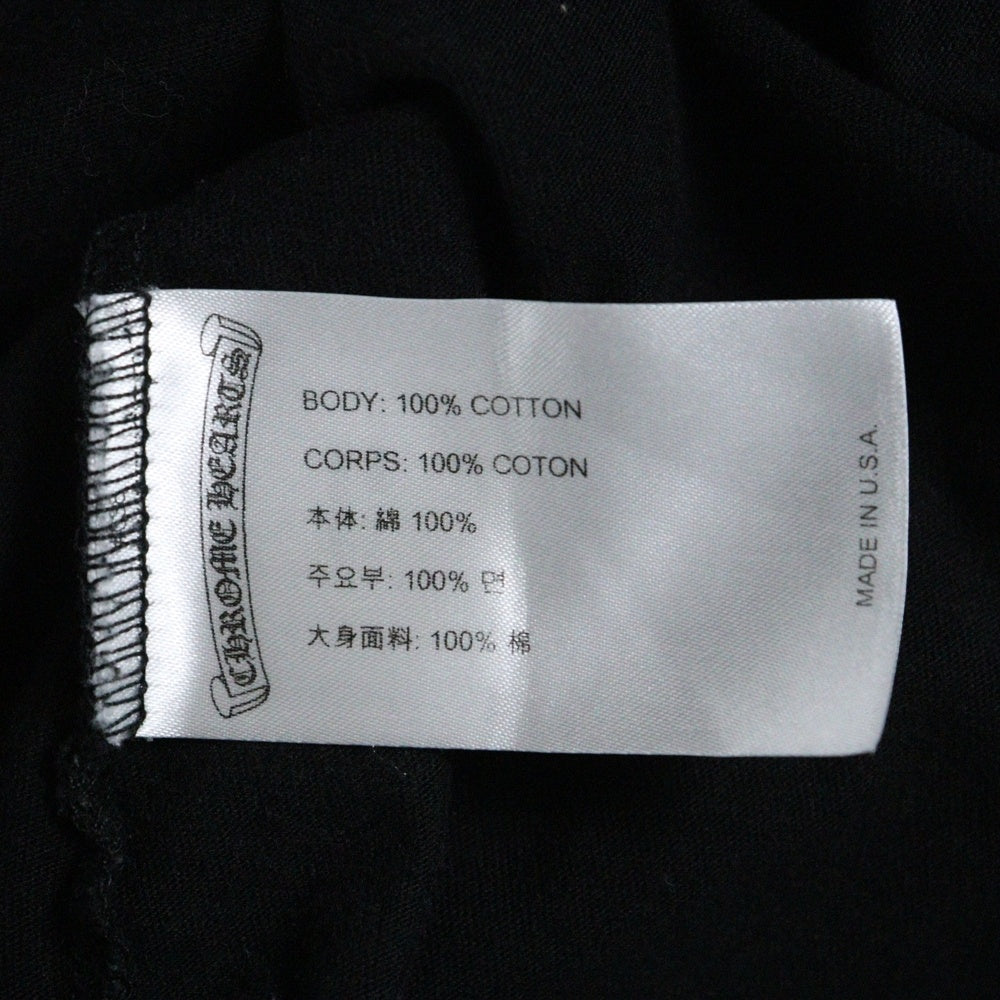 CHROME HEARTS
BODY: 100% COTTON
CORPS: 100% COTON
本体: 綿 100%
주요부: 100% 면
大身面料: 100% 棉
MADE IN U.S.A.